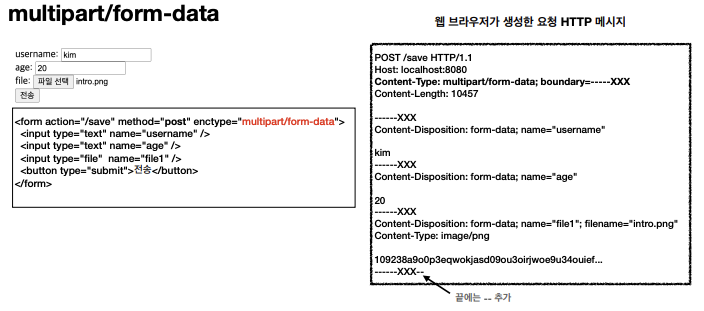 multipart/form-data
username: kim
age: 20
file: 파일 선택 intro.png
전송
<form action="/save" method="post" enctype="multipart/form-data">
<input type="text" name="username" />
<input type="text" name="age" />
<input type="file" name="file1" />
<button type="submit">전송</button>
</form>
웹 브라우저가 생성한 요청 HTTP 메시지
POST /save HTTP/1.1
Host: localhost:8080
Content-Type: multipart/form-data; boundary=-----XXX
Content-Length: 10457
------XXX
Content-Disposition: form-data; name="username"
kim
------XXX
Content-Disposition: form-data; name="age"
20
------XXX
Content-Disposition: form-data; name="file1"; filename="intro.png"
Content-Type: image/png
109238a9o0p3eqwokjasd09ou3oirjwoe9u34ouief...
------XXX--
끝에는 -- 추가